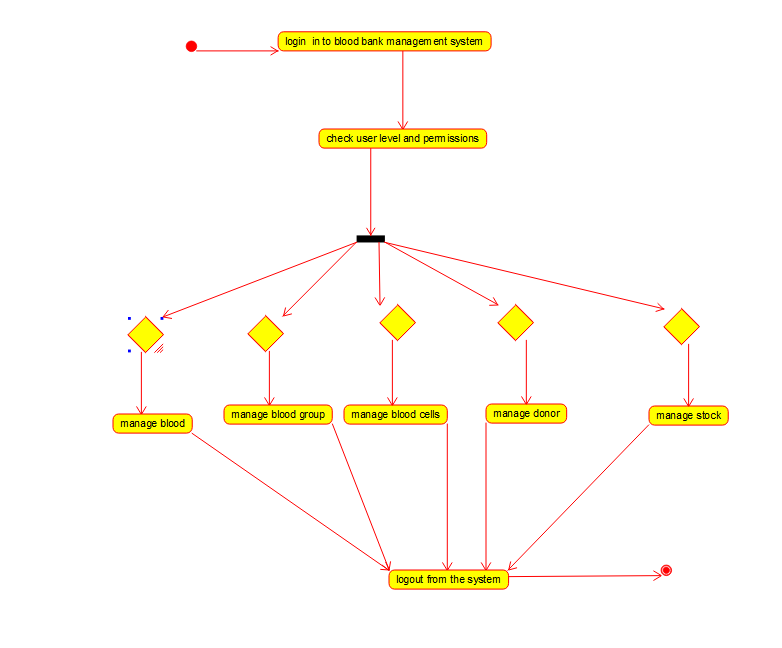 login in to blood bank management system
check user level and permissions
manage blood
manage blood group
manage blood cells
manage donor
manage stock
logout from the system